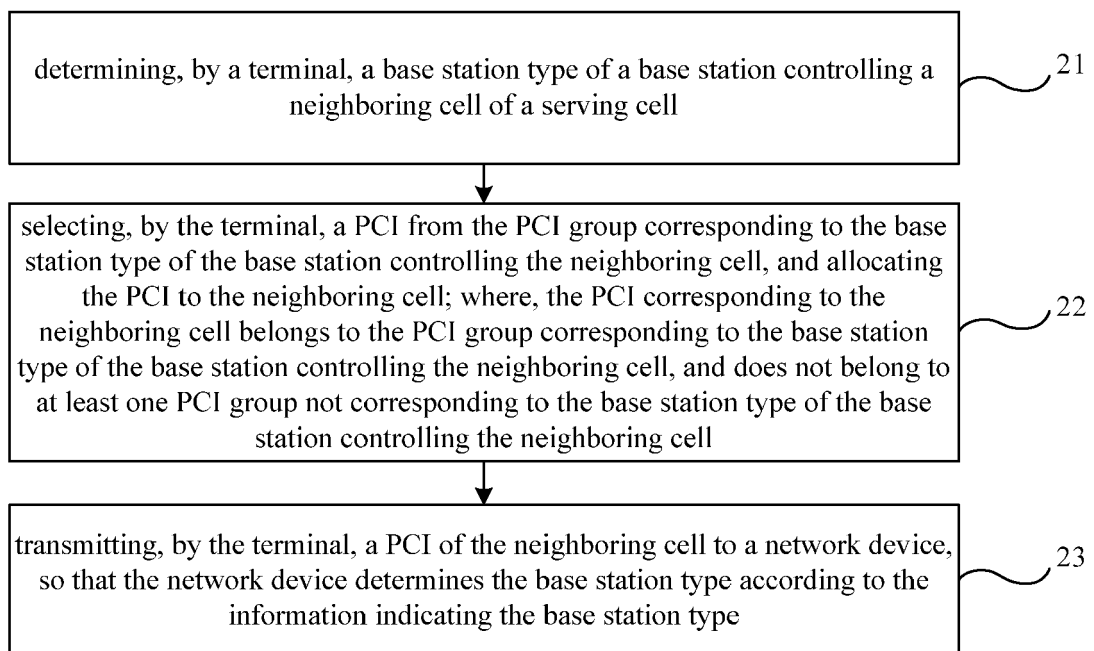 determining, by a terminal, a base station type of a base station controlling a
neighboring cell of a serving cell
21
selecting, by the terminal, a PCI from the PCI group corresponding to the base
station type of the base station controlling the neighboring cell, and allocating
the PCI to the neighboring cell; where, the PCI corresponding to the
neighboring cell belongs to the PCI group corresponding to the base station
type of the base station controlling the neighboring cell, and does not belong to
at least one PCI group not corresponding to the base station type of the base
station controlling the neighboring cell
22
transmitting, by the terminal, a PCI of the neighboring cell to a network device,
so that the network device determines the base station type according to the
information indicating the base station type
23